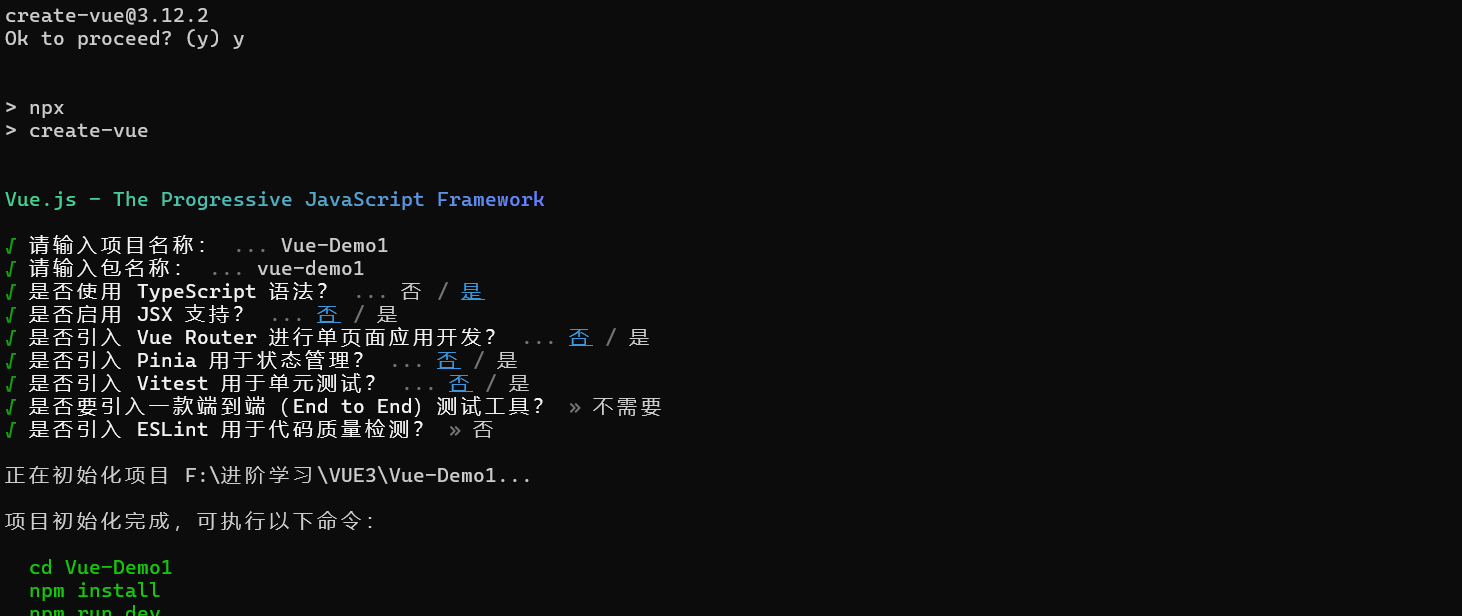 create-vue@3.12.2
Ok to proceed? (y) y
> npx
> create-vue
Vue.js - The Progressive JavaScript Framework
√ 请输入项目名称： ... Vue-Demo1
√ 请输入包名称： ... vue-demo1
√ 是否使用 TypeScript 语法？ ... 否 / 是
√ 是否启用 JSX 支持？ ... 否 / 是
√ 是否引入 Vue Router 进行单页面应用开发？ ... 否 / 是
√ 是否引入 Pinia 用于状态管理？ ... 否 / 是
√ 是否引入 Vitest 用于单元测试？ ... 否 / 是
√ 是否要引入一款端到端（End to End）测试工具？ » 不需要
√ 是否引入 ESLint 用于代码质量检测？ » 否
正在初始化项目 F:\进阶学习\VUE3\Vue-Demo1...
项目初始化完成，可执行以下命令：
cd Vue-Demo1
npm install
npm run dev